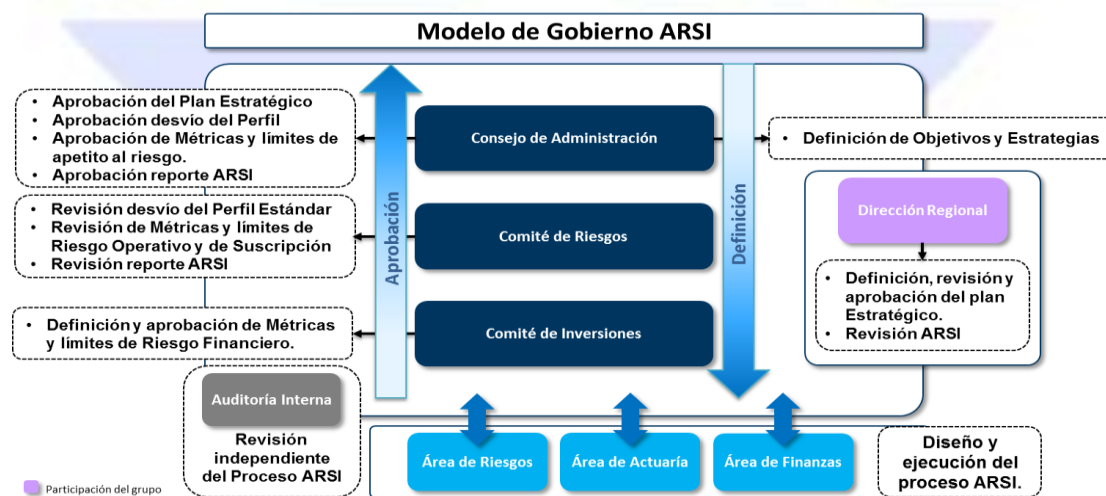 Modelo de Gobierno ARSI
• Aprobación del Plan Estratégico
• Aprobación desvío del Perfil
• Aprobación de Métricas y límites de
apetito al riesgo.
• Aprobación reporte ARSI
Aprobación
Consejo de Administración
Definición
• Definición de Objetivos y Estrategias
• Revisión desvío del Perfil Estándar
• Revisión de Métricas y límites de
Riesgo Operativo y de Suscripción
• Revisión reporte ARSI
Comité de Riesgos
Dirección Regional
• Definición, revisión y
aprobación del plan
Estratégico.
• Revisión ARSI
• Definición y aprobación de Métricas
y límites de Riesgo Financiero.
Comité de Inversiones
Auditoría Interna
Revisión
independiente
del Proceso ARSI
Área de Riesgos
Área de Actuaría
Área de Finanzas
Diseño y
ejecución del
proceso ARSI.
Participación del grupo